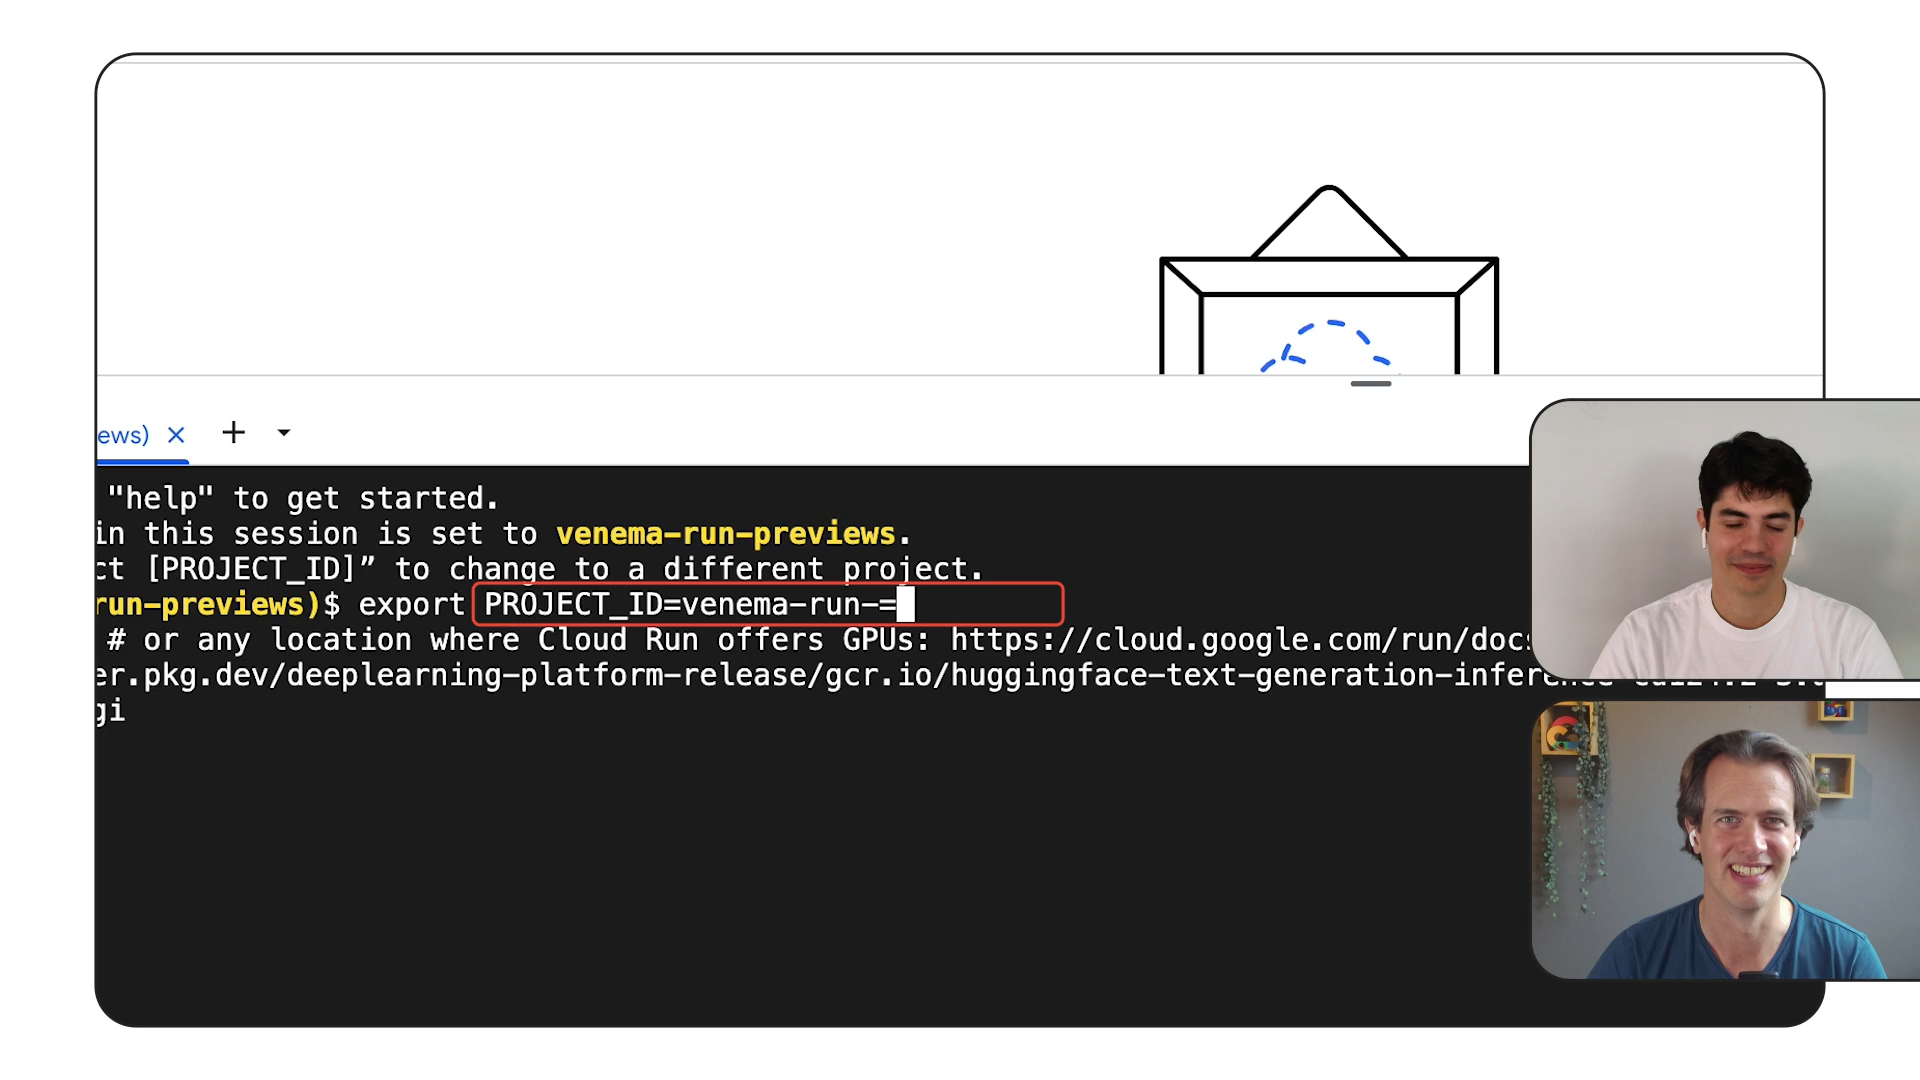 ews)
"help" to get started.
in this session is set to venema-run-previews.
ct [PROJECT_ID]” to change to a different project.
run-previews)$ export PROJECT_ID=venema-run-=
# or any location where Cloud Run offers GPUs: https://cloud.google.com/run/docs
er.pkg.dev/deeplearning-platform-release/gcr.io/huggingface-text-generation-inference
gi